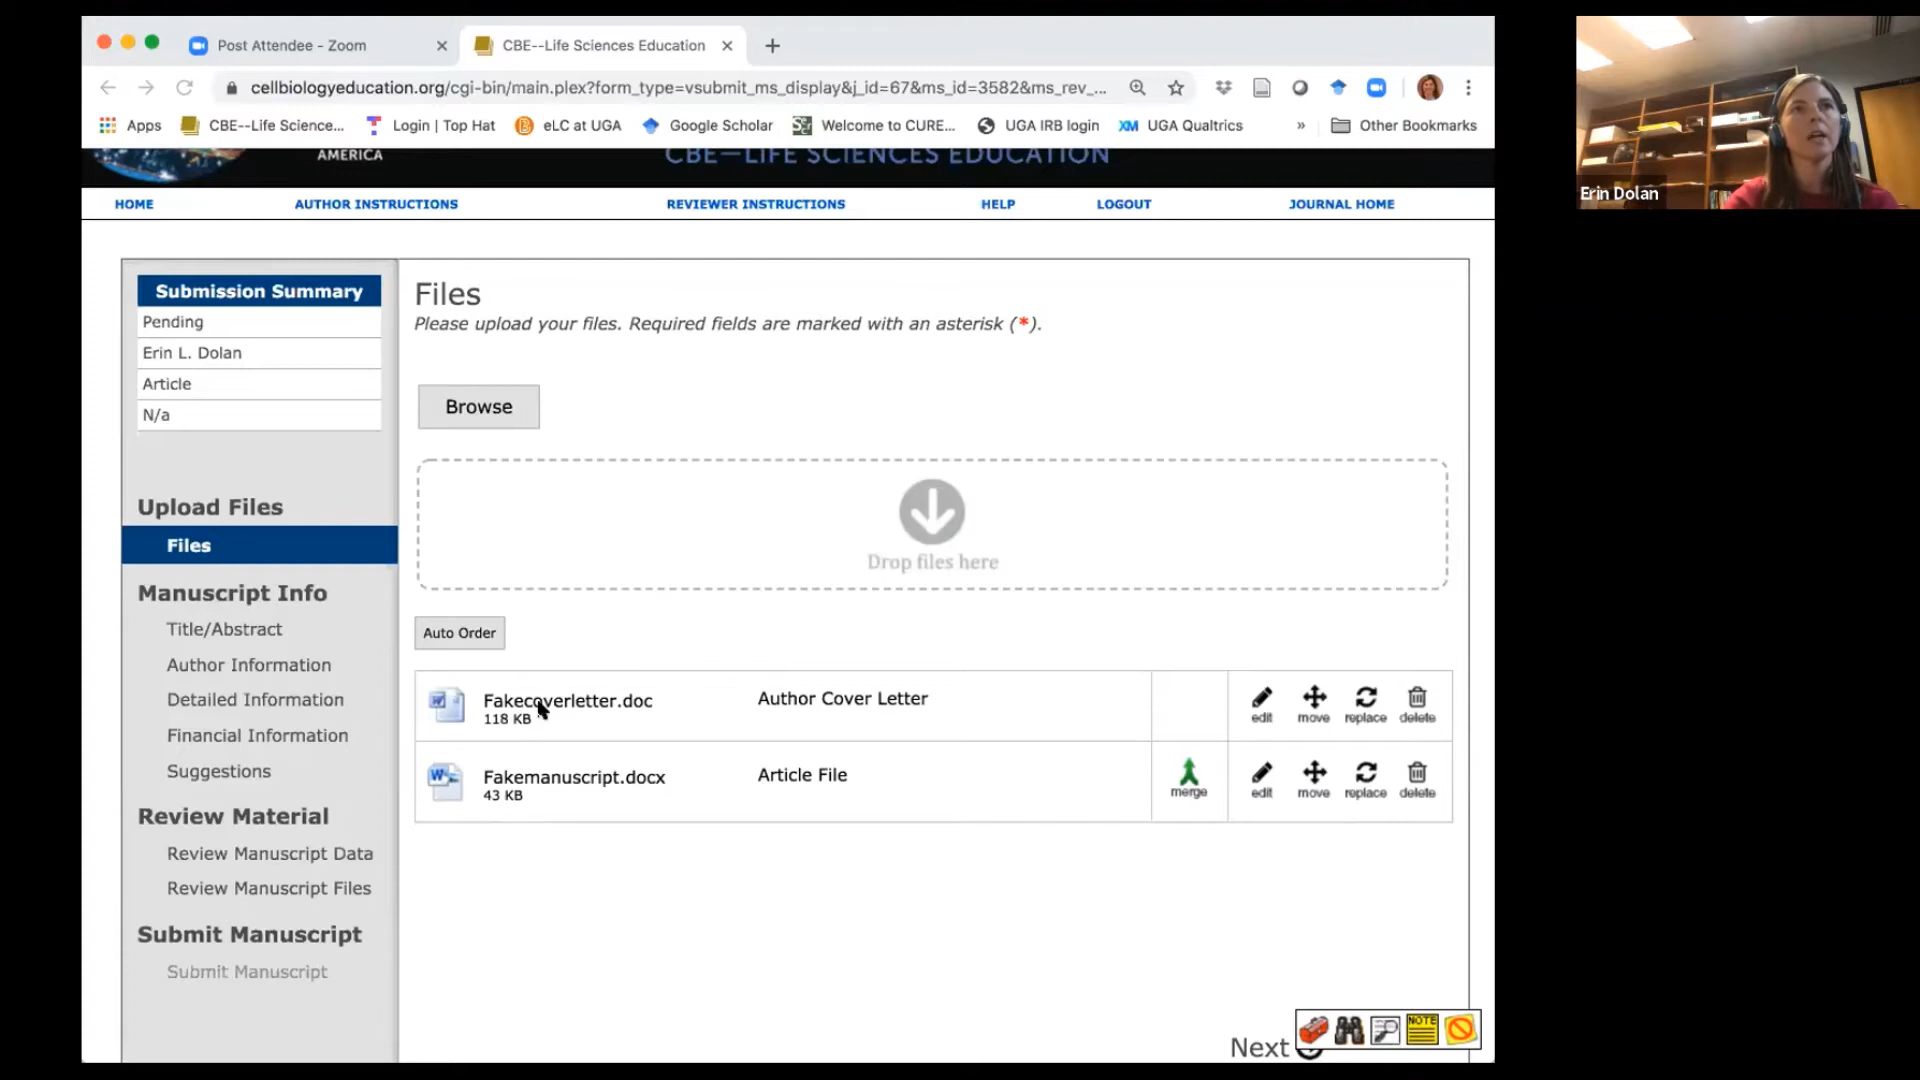 Post Attendee - Zoom
CBE--Life Sciences Education
cellbiologyeducation.org/cgi-bin/main.plex?form_type=vsubmit_ms_display&j_id=67&ms_id=3582&ms_rev_...
Apps
CBE--Life Science...
Login | Top Hat
eLC at UGA
Google Scholar
Welcome to CURE...
UGA IRB login
XM UGA Qualtrics
»
Other Bookmarks
AMERICA
CBE—LIFE SCIENCES EDUCATION
HOME
AUTHOR INSTRUCTIONS
REVIEWER INSTRUCTIONS
HELP
LOGOUT
JOURNAL HOME
Erin Dolan
Submission Summary
Pending
Erin L. Dolan
Article
N/a
Upload Files
Files
Manuscript Info
Title/Abstract
Author Information
Detailed Information
Financial Information
Suggestions
Review Material
Review Manuscript Data
Review Manuscript Files
Submit Manuscript
Submit Manuscript
Files
Please upload your files. Required fields are marked with an asterisk (*).
Browse
Drop files here
Auto Order
Fakecoverletter.doc
118 KB
Author Cover Letter
edit
move
replace
delete
Fakemanuscript.docx
43 KB
Article File
merge
edit
move
replace
delete
Next
NOTE